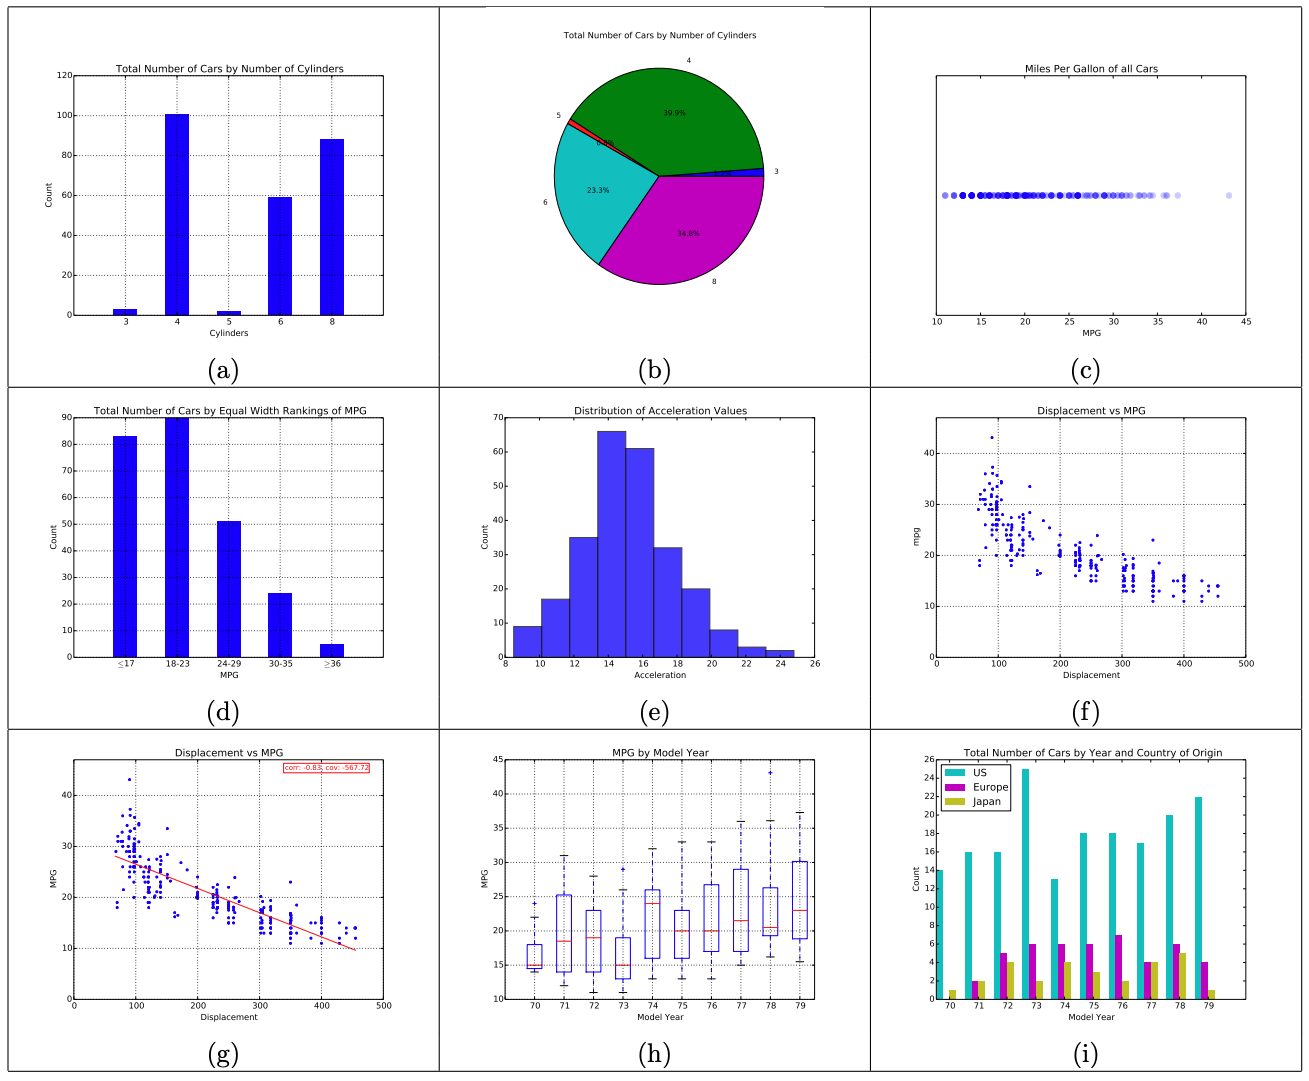 Total Number of Cars by Number of Cylinders
120
100
80
60
40
20
0
Count
3 4 5 6 8
Cylinders
(a)
Total Number of Cars by Number of Cylinders
4
39.9%
5
3
23.3%
6
34.8%
8
(b)
Miles Per Gallon of all Cars
10 15 20 25 30 35 40 45
MPG
(c)
Total Number of Cars by Equal Width Rankings of MPG
90
80
70
60
50
40
30
20
10
0
Count
≤17 18-23 24-29 30-35 ≥36
MPG
(d)
Distribution of Acceleration Values
70
60
50
40
30
20
10
0
Count
8 10 12 14 16 18 20 22 24 26
Acceleration
(e)
Displacement vs MPG
40
30
20
10
0
mpg
0 100 200 300 400 500
Displacement
(f)
Displacement vs MPG
corr: -0.83, cov: -567.72
40
30
20
10
0
MPG
0 100 200 300 400 500
Displacement
(g)
MPG by Model Year
45
40
35
30
25
20
15
10
MPG
70 71 72 73 74 75 76 77 78 79
Model Year
(h)
Total Number of Cars by Year and Country of Origin
US
Europe
Japan
26
24
22
20
18
16
14
12
10
8
6
4
2
0
Count
70 71 72 73 74 75 76 77 78 79
Model Year
(i)